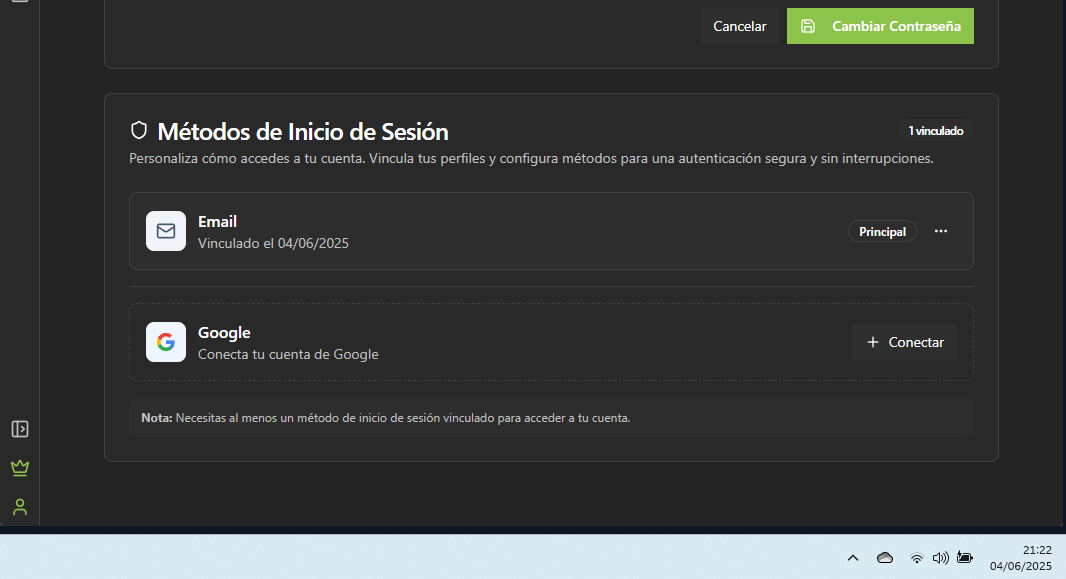 Cancelar
Cambiar Contraseña
Métodos de Inicio de Sesión
1 vinculado
Personaliza cómo accedes a tu cuenta. Vincula tus perfiles y configura métodos para una autenticación segura y sin interrupciones.
Email
Vinculado el 04/06/2025
Principal
Google
Conecta tu cuenta de Google
Conectar
Nota: Necesitas al menos un método de inicio de sesión vinculado para acceder a tu cuenta.
21:22
04/06/2025